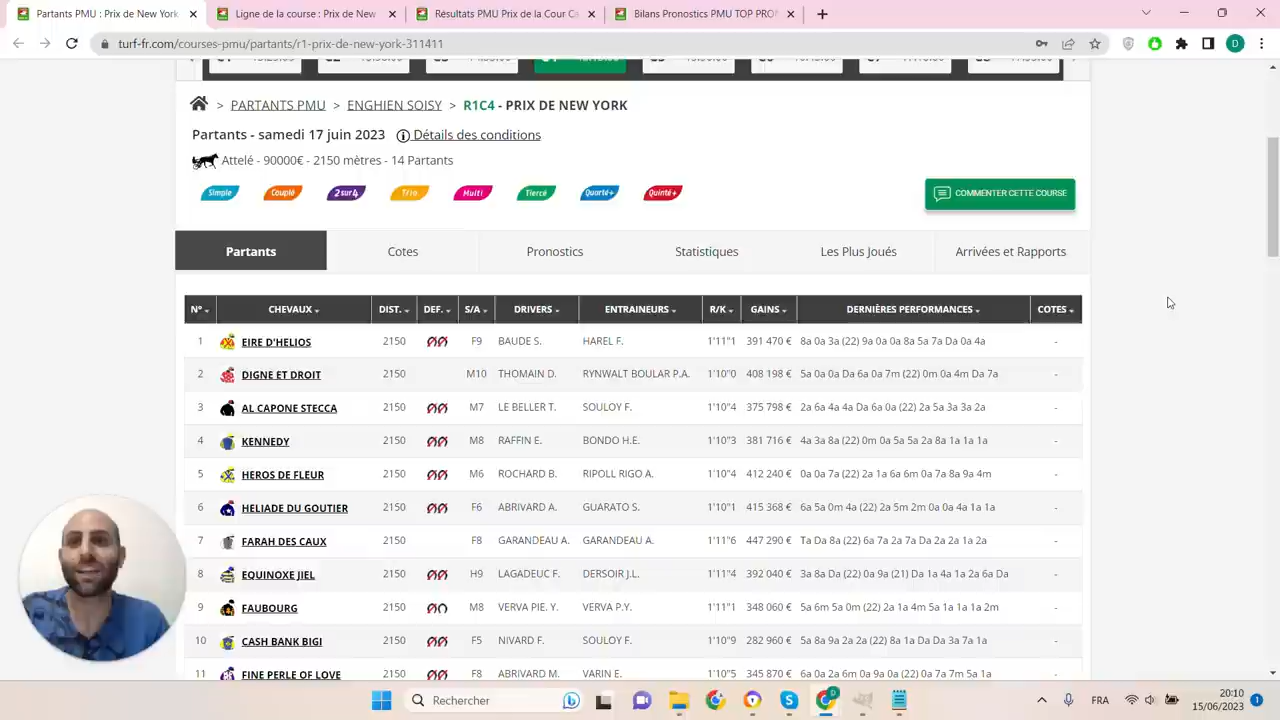 Partants PMU : Prix de New York
Ligne de la course : Prix de New
Résultats PMU Prix de la Cour Ca
Bilans Pronostics PMU TOP PRO
turf-fr.com/courses-pmu/partants/r1-prix-de-new-york-311411
D
> PARTANTS PMU > ENGHIEN SOISY > R1C4 - PRIX DE NEW YORK
Partants - samedi 17 juin 2023 Détails des conditions
Attelé - 90000€ - 2150 mètres - 14 Partants
Simple Couplé 2sur4 Trio Multi Tiercé Quarté+ Quinté+
COMMENTER CETTE COURSE
Partants Cotes Pronostics Statistiques Les Plus Joués Arrivées et Rapports
N° CHEVAUX DIST. DEF. S/A DRIVERS ENTRAINEURS R/K GAINS DERNIÈRES PERFORMANCES COTES
1 EIRE D'HELIOS 2150 F9 BAUDE S. HAREL F. 1'11"1 391 470 € 8a 0a 3a (22) 9a 0a 0a 8a 5a 7a Da 0a 4a -
2 DIGNE ET DROIT 2150 M10 THOMAIN D. RYNWALT BOULAR P.A. 1'10"0 408 198 € 5a 0a 0a Da 6a 0a 7m (22) 0m 0a 4m Da 7a -
3 AL CAPONE STECCA 2150 M7 LE BELLER T. SOULOY F. 1'10"4 375 798 € 2a 6a 4a 4a Da 6a 0a (22) 2a 5a 3a 3a 2a -
4 KENNEDY 2150 M8 RAFFIN E. BONDO H.E. 1'10"3 381 716 € 4a 3a 8a (22) 0m 0a 5a 5a 2a 8a 1a 1a 1a -
5 HEROS DE FLEUR 2150 M6 ROCHARD B. RIPOLL RIGO A. 1'10"4 412 240 € 0a 0a 7a (22) 2a 1a 6a 6m 0a 7a 8a 9a 4m -
6 HELIADE DU GOUTIER 2150 F6 ABRIVARD A. GUARATO S. 1'10"1 415 368 € 6a 5a 0m 4a (22) 2a 5m 2m 0a 0a 4a 1a 1a -
7 FARAH DES CAUX 2150 F8 GARANDEAU A. GARANDEAU A. 1'11"6 447 290 € Ta Da 8a (22) 6a 7a 2a 7a Da 2a 2a 1a 2a -
8 EQUINOXE JIEL 2150 H9 LAGADEUC F. DERSOIR J.L. 1'11"4 392 040 € 3a 8a Da (22) 0a 9a (21) Da 1a 4a 1a 2a 6a Da -
9 FAUBOURG 2150 M8 VERVA PIE. Y. VERVA P.Y. 1'11"1 348 060 € 5a 6m 5a 0m (22) 2a 1a 4m 5a 1a 1a 1a 2m -
10 CASH BANK BIGI 2150 F5 NIVARD F. SOULOY F. 1'10"9 282 960 € 5a 8a 9a 2a 2a (22) 8a 1a Da Da 3a 7a 1a -
11 FINE PERLE OF LOVE 2150 F8 ABRIVARD M. VARIN E. 1'10"5 345 870 € 6a 0a 2a 6m 0a 9a 0a (22) 0a 7a 7m 5a 1a -
Rechercher
FRA
20:10
15/06/2023
1